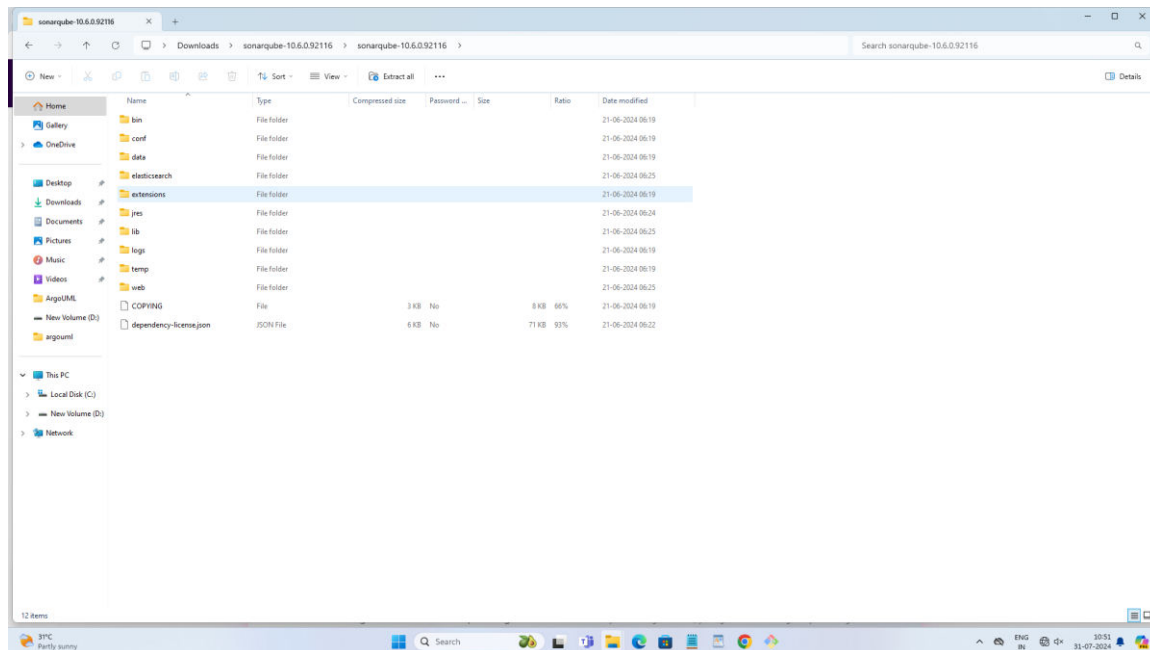 sonarqube-10.6.0.92116
Downloads > sonarqube-10.6.0.92116 > sonarqube-10.6.0.92116 >
Search sonarqube-10.6.0.92116
New
Sort
View
Extract all
Details
Home
Gallery
OneDrive
Desktop
Downloads
Documents
Pictures
Music
Videos
ArgoUML
New Volume (D:)
argouml
This PC
Local Disk (C:)
New Volume (D:)
Network
Name Type Compressed size Password ... Size Ratio Date modified
bin File folder 21-06-2024 06:19
conf File folder 21-06-2024 06:19
data File folder 21-06-2024 06:19
elasticsearch File folder 21-06-2024 06:25
extensions File folder 21-06-2024 06:19
jres File folder 21-06-2024 06:24
lib File folder 21-06-2024 06:25
logs File folder 21-06-2024 06:19
temp File folder 21-06-2024 06:19
web File folder 21-06-2024 06:25
COPYING File 3 KB No 8 KB 66% 21-06-2024 06:19
dependency-license.json JSON File 6 KB No 71 KB 93% 21-06-2024 06:22
12 items
31°C
Partly sunny
Search
ENG
IN
10:51
31-07-2024